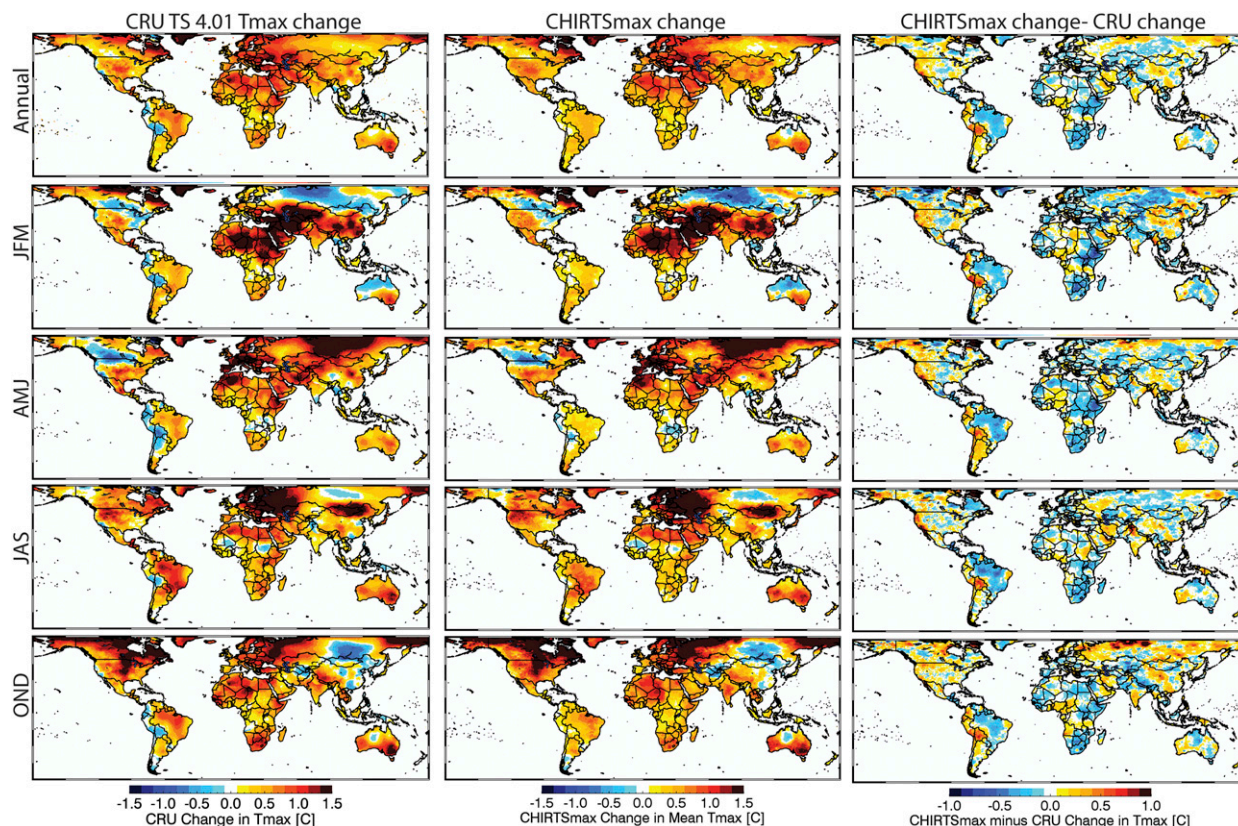 CRU TS 4.01 Tmax change
CHIRTSmax change
CHIRTSmax change- CRU change
Annual
JFM
AMJ
JAS
OND
-1.5 -1.0 -0.5 0.0 0.5 1.0 1.5
CRU Change in Tmax [C]
-1.5 -1.0 -0.5 0.0 0.5 1.0 1.5
CHIRTSmax Change in Mean Tmax [C]
-1.0 -0.5 0.0 0.5 1.0
CHIRTSmax minus CRU Change in Tmax [C]